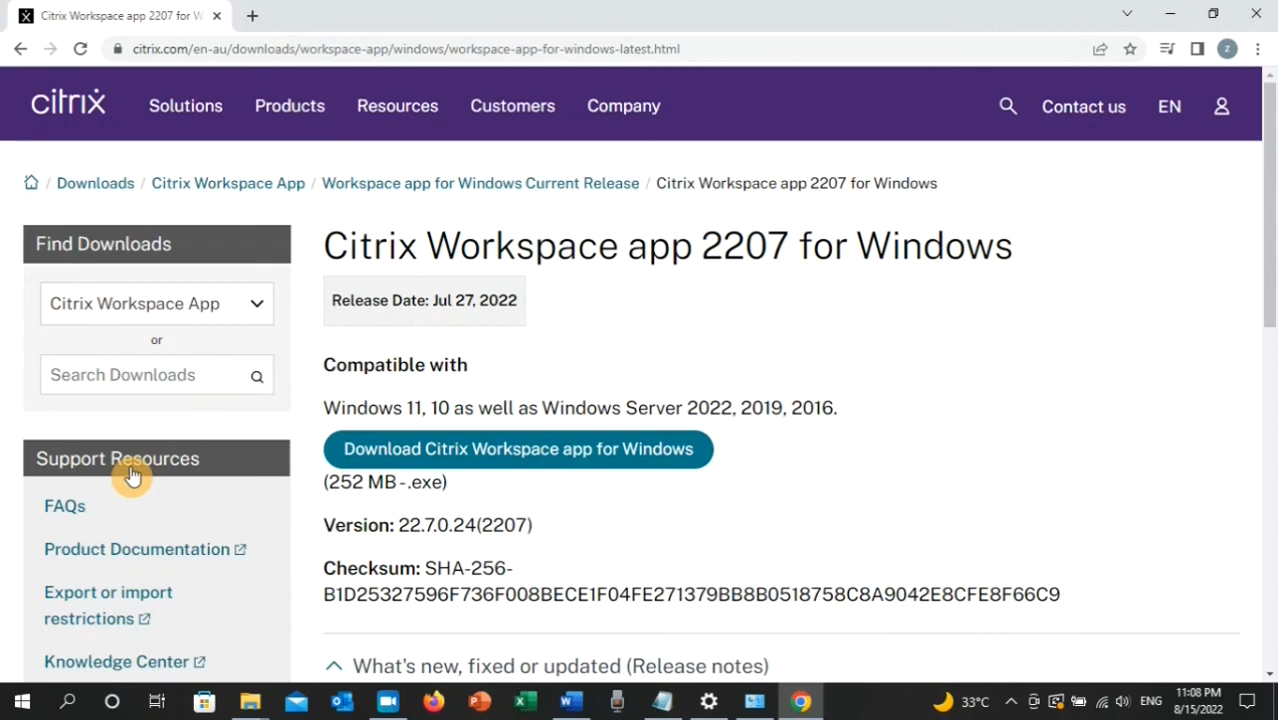 Citrix Workspace app 2207 for W
citrix.com/en-au/downloads/workspace-app/windows/workspace-app-for-windows-latest.html
Z
citrix Solutions Products Resources Customers Company Contact us EN
/ Downloads / Citrix Workspace App / Workspace app for Windows Current Release / Citrix Workspace app 2207 for Windows
Find Downloads
Citrix Workspace App
or
Search Downloads
Support Resources
FAQs
Product Documentation
Export or import
restrictions
Knowledge Center
Citrix Workspace app 2207 for Windows
Release Date: Jul 27, 2022
Compatible with
Windows 11, 10 as well as Windows Server 2022, 2019, 2016.
Download Citrix Workspace app for Windows
(252 MB - .exe)
Version: 22.7.0.24(2207)
Checksum: SHA-256-
B1D25327596F736F008BECE1F04FE271379BB8B0518758C8A9042E8CFE8F66C9
What's new, fixed or updated (Release notes)
33°C
ENG
11:08 PM
8/15/2022